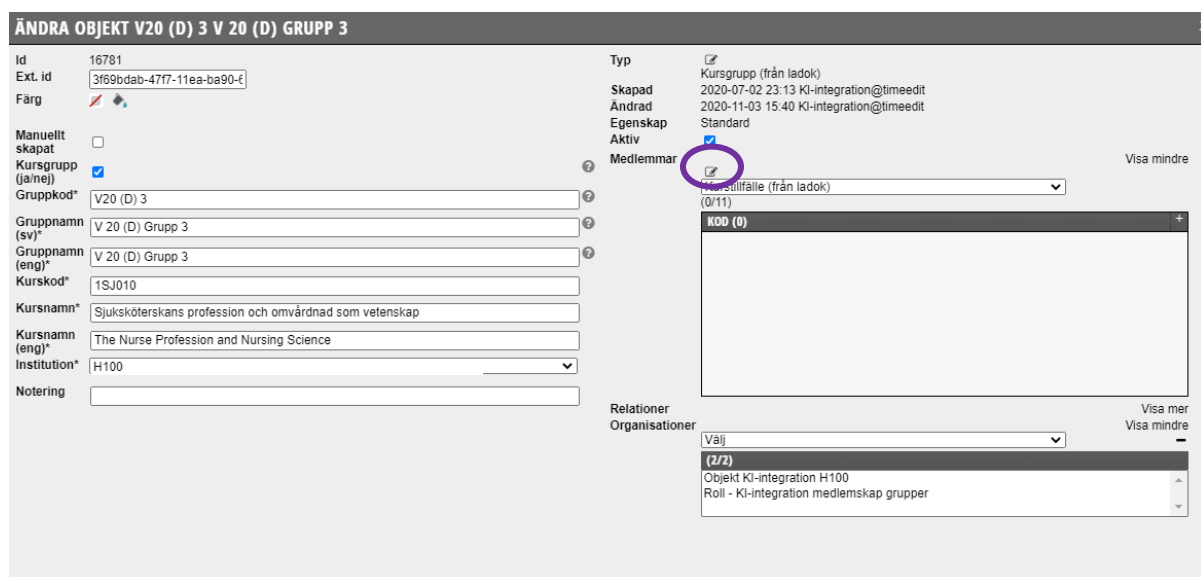 ÄNDRA OBJEKT V20 (D) 3 V 20 (D) GRUPP 3
Id 16781
Ext. id 3f69bdab-47f7-11ea-ba90-6
Färg
Manuellt
skapat
Kursgrupp
(ja/nej)
Gruppkod* V20 (D) 3
Gruppnamn
(sv)* V 20 (D) Grupp 3
Gruppnamn
(eng)* V 20 (D) Grupp 3
Kurskod* 1SJ010
Kursnamn* Sjuksköterskans profession och omvårdnad som vetenskap
Kursnamn
(eng)* The Nurse Profession and Nursing Science
Institution* H100
Notering
Typ
Kursgrupp (från ladok)
Skapad 2020-07-02 23:13 KI-integration@timeedit
Ändrad 2020-11-03 15:40 KI-integration@timeedit
Egenskap Standard
Aktiv
Medlemmar Visa mindre
Kurstillfälle (från ladok)
(0/11)
KOD (0) +
Relationer Visa mer
Organisationer Visa mindre
Välj
(2/2)
Objekt KI-integration H100
Roll - KI-integration medlemskap grupper